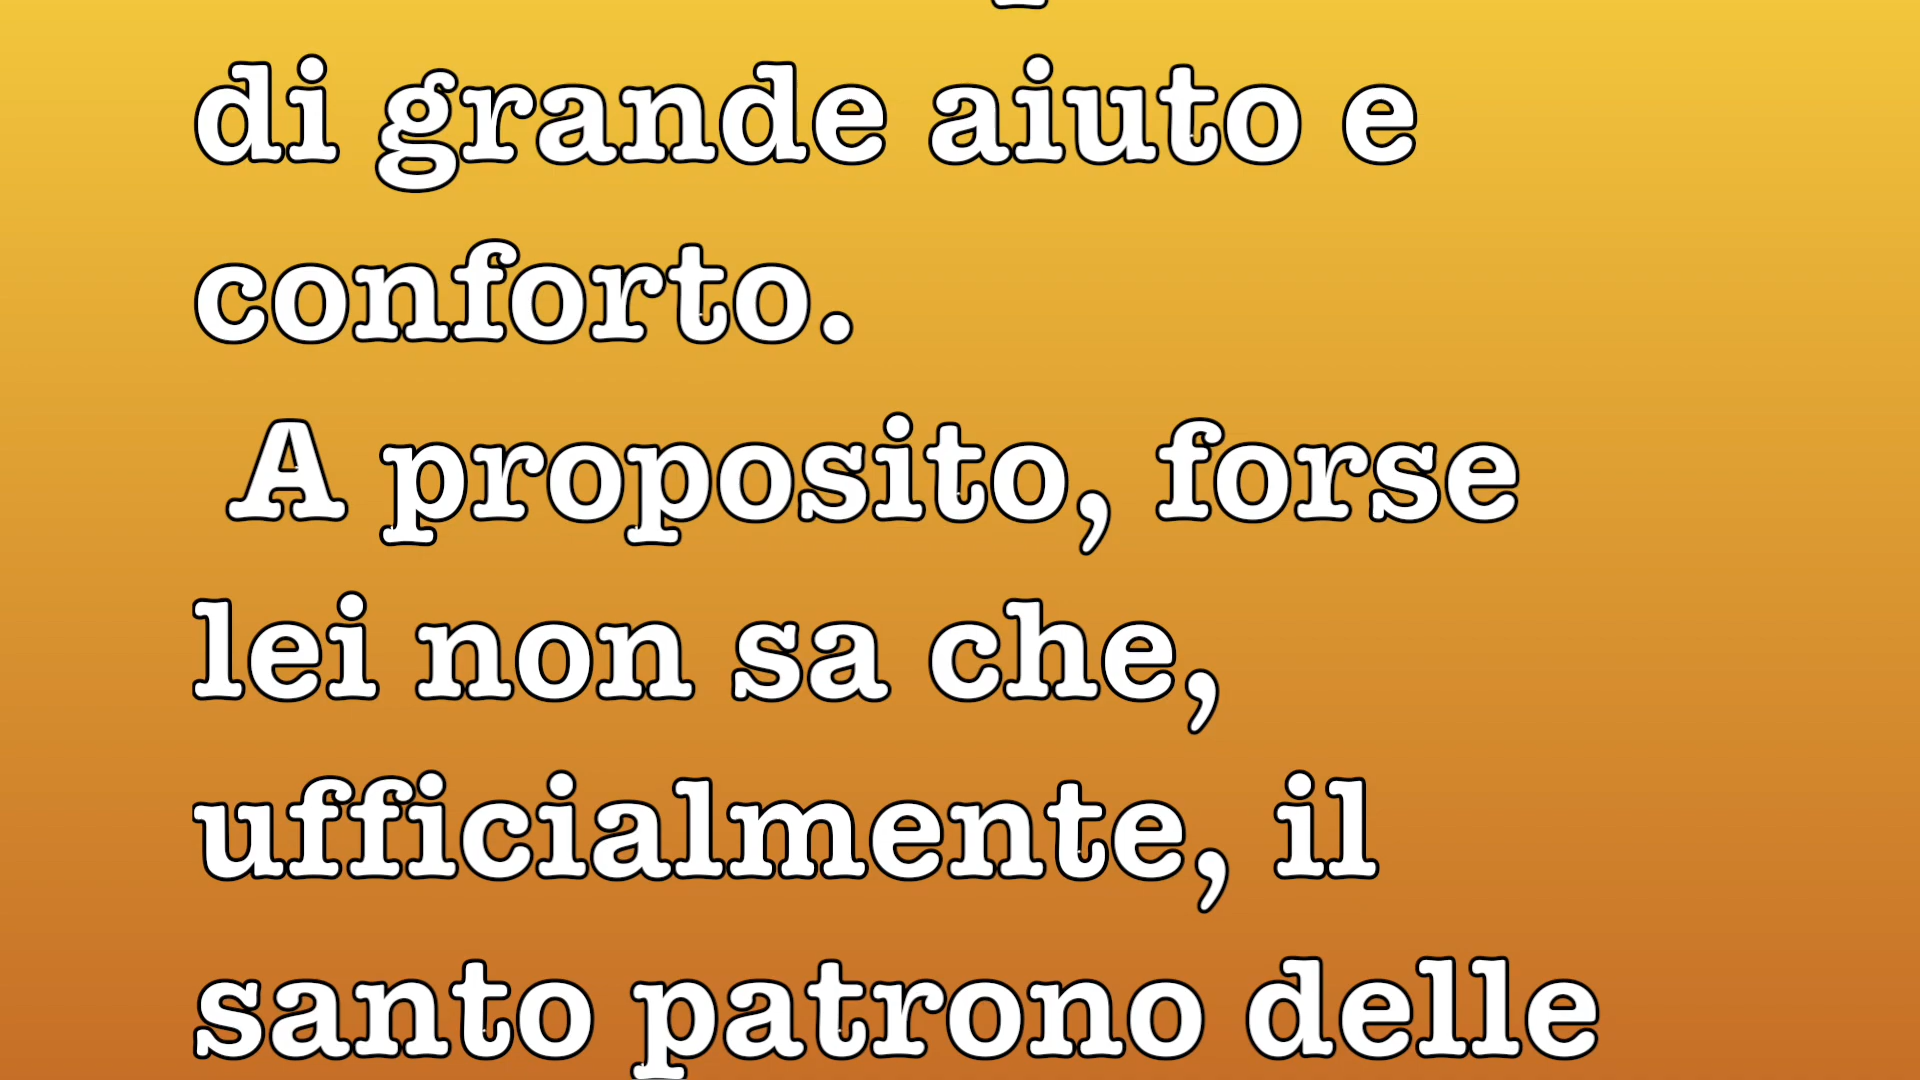 di grande aiuto e
conforto.
A proposito, forse
lei non sa che,
ufficialmente, il
santo patrono delle